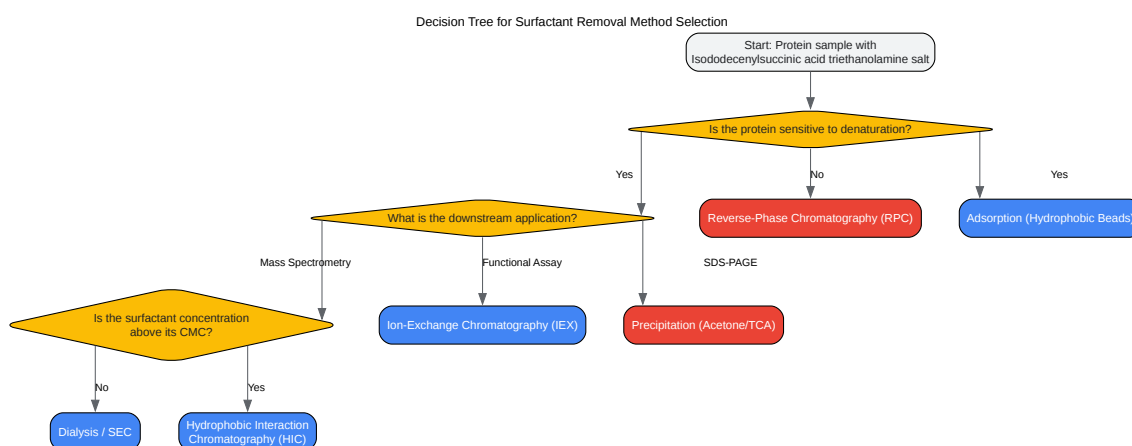 Decision Tree for Surfactant Removal Method Selection
Start: Protein sample with
Isododecenylsuccinic acid triethanolamine salt
Is the protein sensitive to denaturation?
Yes
No
Yes
What is the downstream application?
Reverse-Phase Chromatography (RPC)
Adsorption (Hydrophobic Beads)
Mass Spectrometry
Functional Assay
SDS-PAGE
Is the surfactant concentration
above its CMC?
Ion-Exchange Chromatography (IEX)
Precipitation (Acetone/TCA)
No
Yes
Dialysis / SEC
Hydrophobic Interaction
Chromatography (HIC)